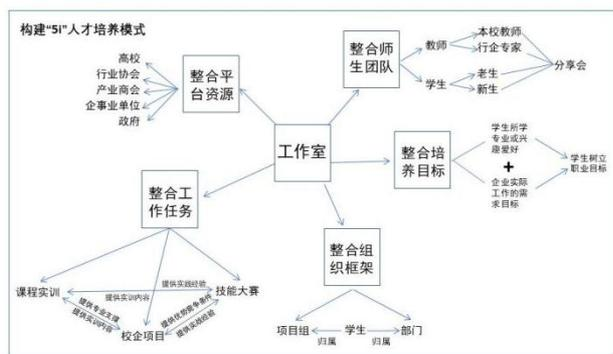 构建“5i”人才培养模式
高校
行业协会
产业商会
企事业单位
政府
整合平
台资源
整合师
生团队
教师
学生
本校教师
行企专家
老生
新生
分享会
工作室
整合培
养目标
学生所学
专业或兴
趣爱好
+
企业实际
工作的需
求目标
学生树立
职业目标
整合工
作任务
课程实训
提供实践经验
提供实训内容
技能大赛
提供专业支撑
提供实训内容
校企项目
提供优势竞争条件
提供实践经验
整合组
织框架
项目组
学生
部门
归属
归属